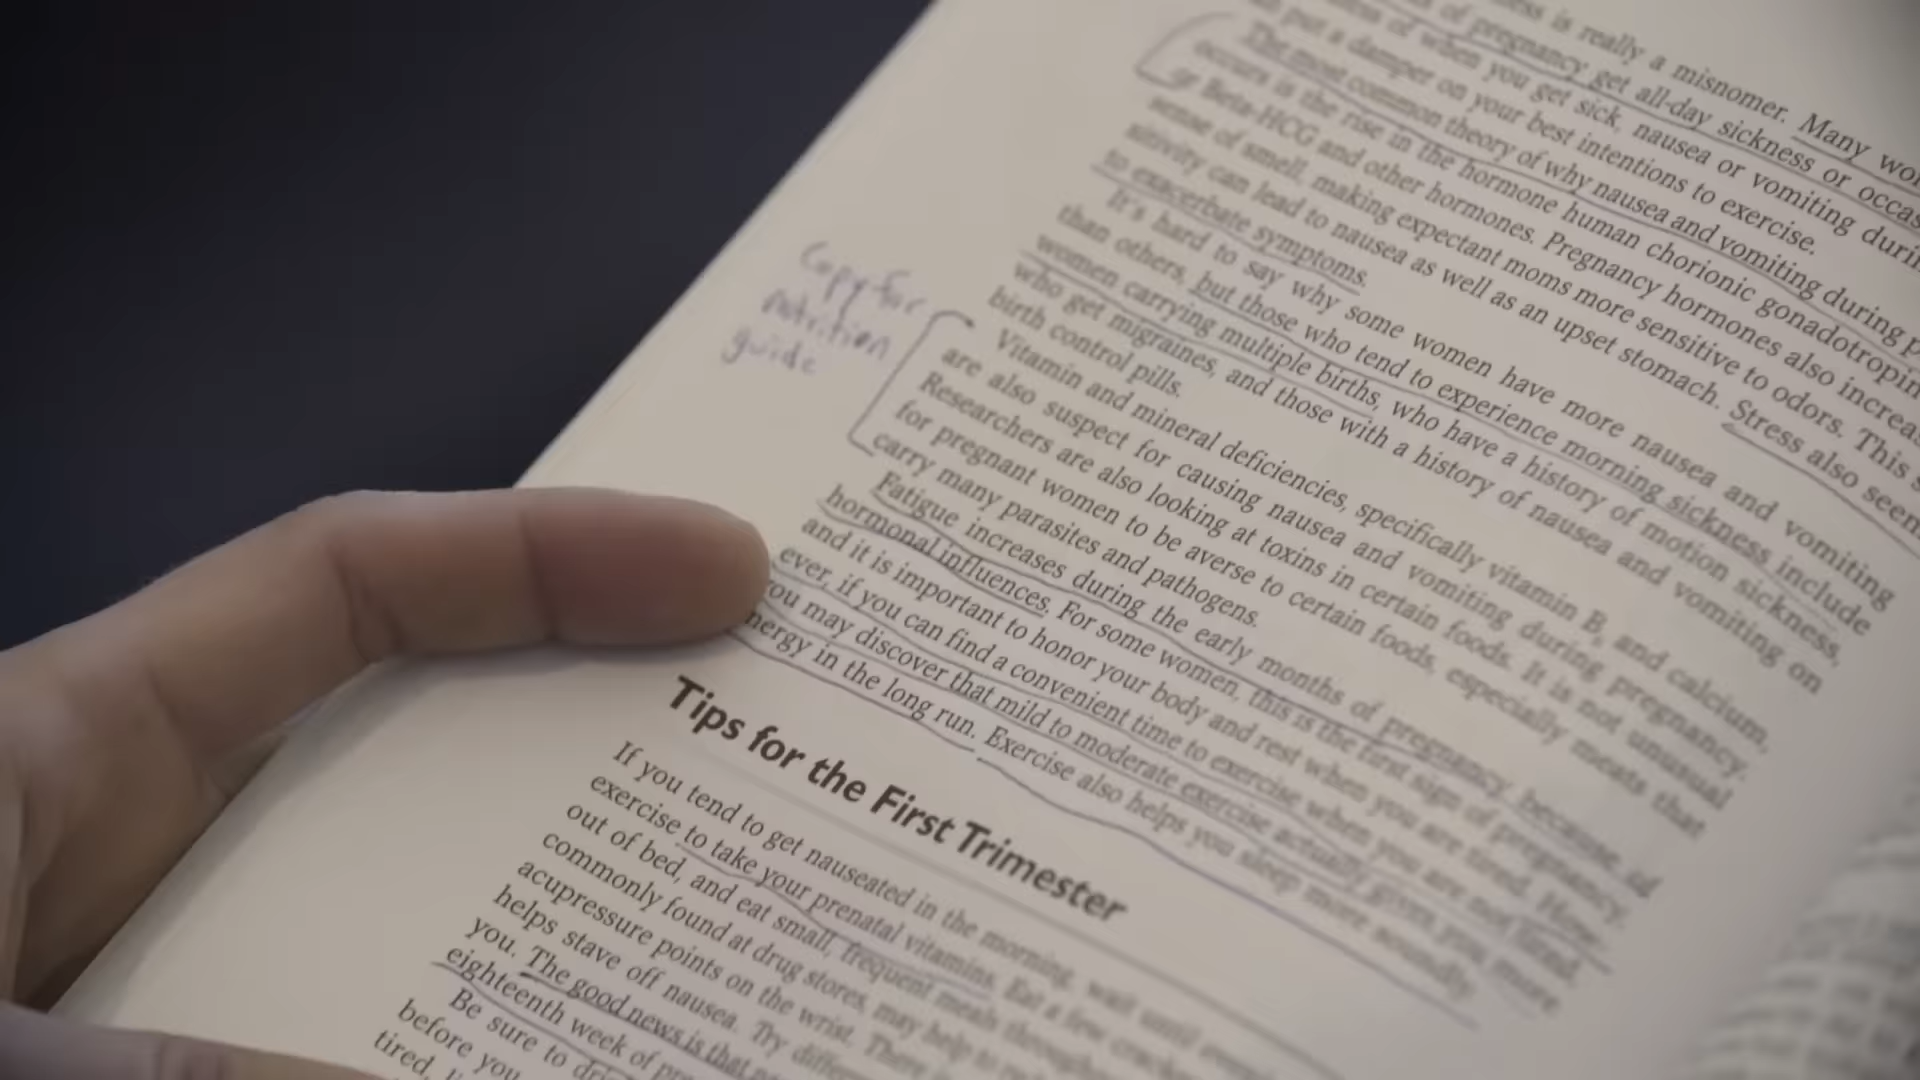 ness is really a misnomer. Many
of pregnancy get all-day sickness or
of when you get sick, nausea or vomiting
put a damper on your best intentions to exercise.
The most common theory of why nausea and vomiting during
occurs is the rise in the hormone human chorionic gonadotropin
or Beta-HCG and other hormones. Pregnancy hormones also
sense of smell, making expectant moms more sensitive to odors. This
sitivity can lead to nausea as well as an upset stomach. Stress also
to exacerbate symptoms.
It's hard to say why some women have more nausea and vomiting
than others, but those who tend to experience morning sickness include
women carrying multiple births, who have a history of motion sickness,
who get migraines, and those with a history of nausea and vomiting on
birth control pills.
copy for
nutrition
guide
Vitamin and mineral deficiencies, specifically vitamin B, and calcium,
are also suspect for causing nausea and vomiting during pregnancy.
Researchers are also looking at toxins in certain foods. It is not unusual
for pregnant women to be averse to certain foods, especially meats that
carry many parasites and pathogens.
Fatigue increases during the early months of pregnancy because of
hormonal influences. For some women, this is the first sign of pregnancy,
and it is important to honor your body and rest when you are tired. How-
ever, if you can find a convenient time to exercise when you are not tired,
you may discover that mild to moderate exercise actually gives you more
energy in the long run. Exercise also helps you sleep more soundly.
Tips for the First Trimester
If you tend to get nauseated in the morning, wait until
exercise to take your prenatal vitamins. Eat a few
out of bed, and eat small, frequent meals
commonly found at drug stores, may help to
acupressure points on the wrist. There
helps stave off nausea. Try
you. The good news is that
eighteenth week of
Be sure to
before you
tired,